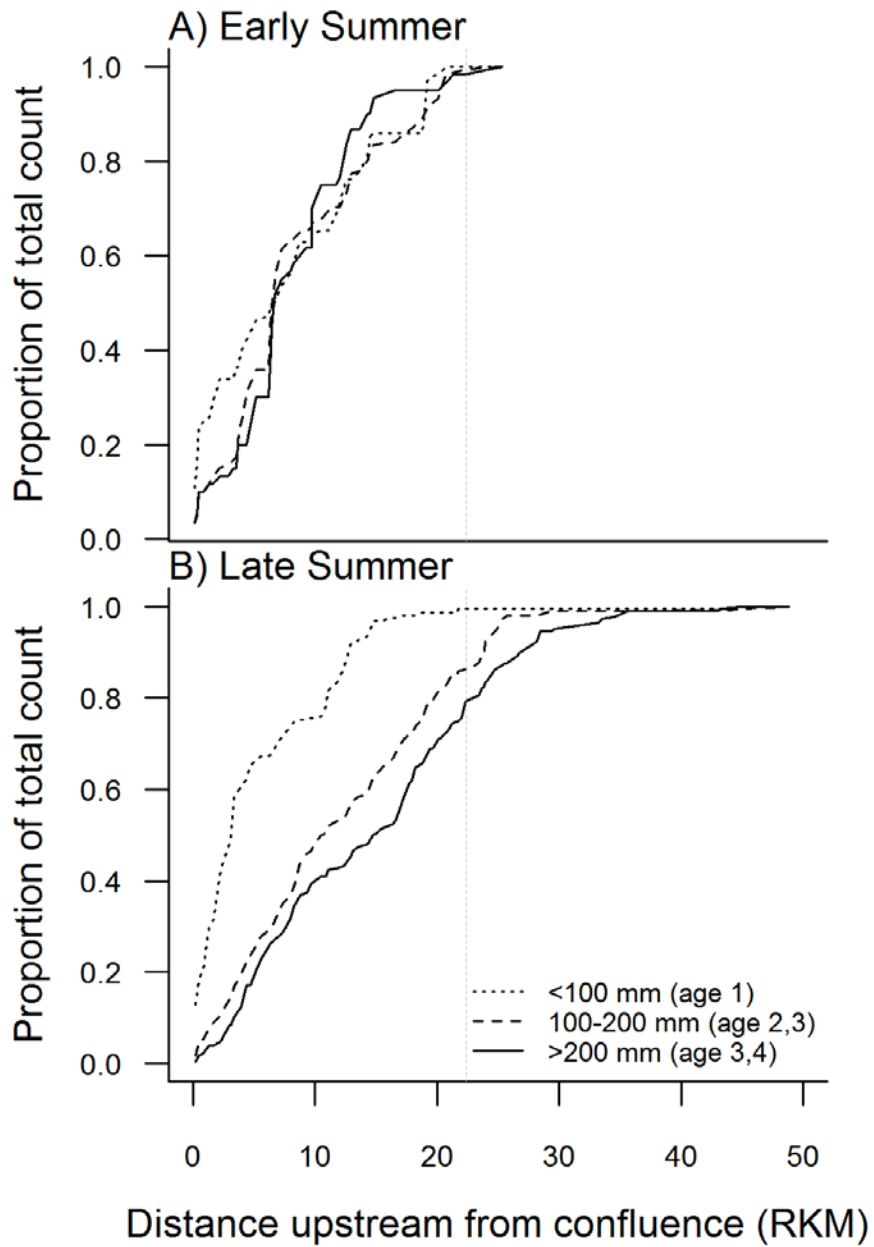 A) Early Summer
1.0
0.8
0.6
0.4
0.2
0.0
Proportion of total count
B) Late Summer
1.0
0.8
0.6
0.4
0.2
0.0
Proportion of total count
<100 mm (age 1)
100-200 mm (age 2,3)
>200 mm (age 3,4)
0 10 20 30 40 50
Distance upstream from confluence (RKM)